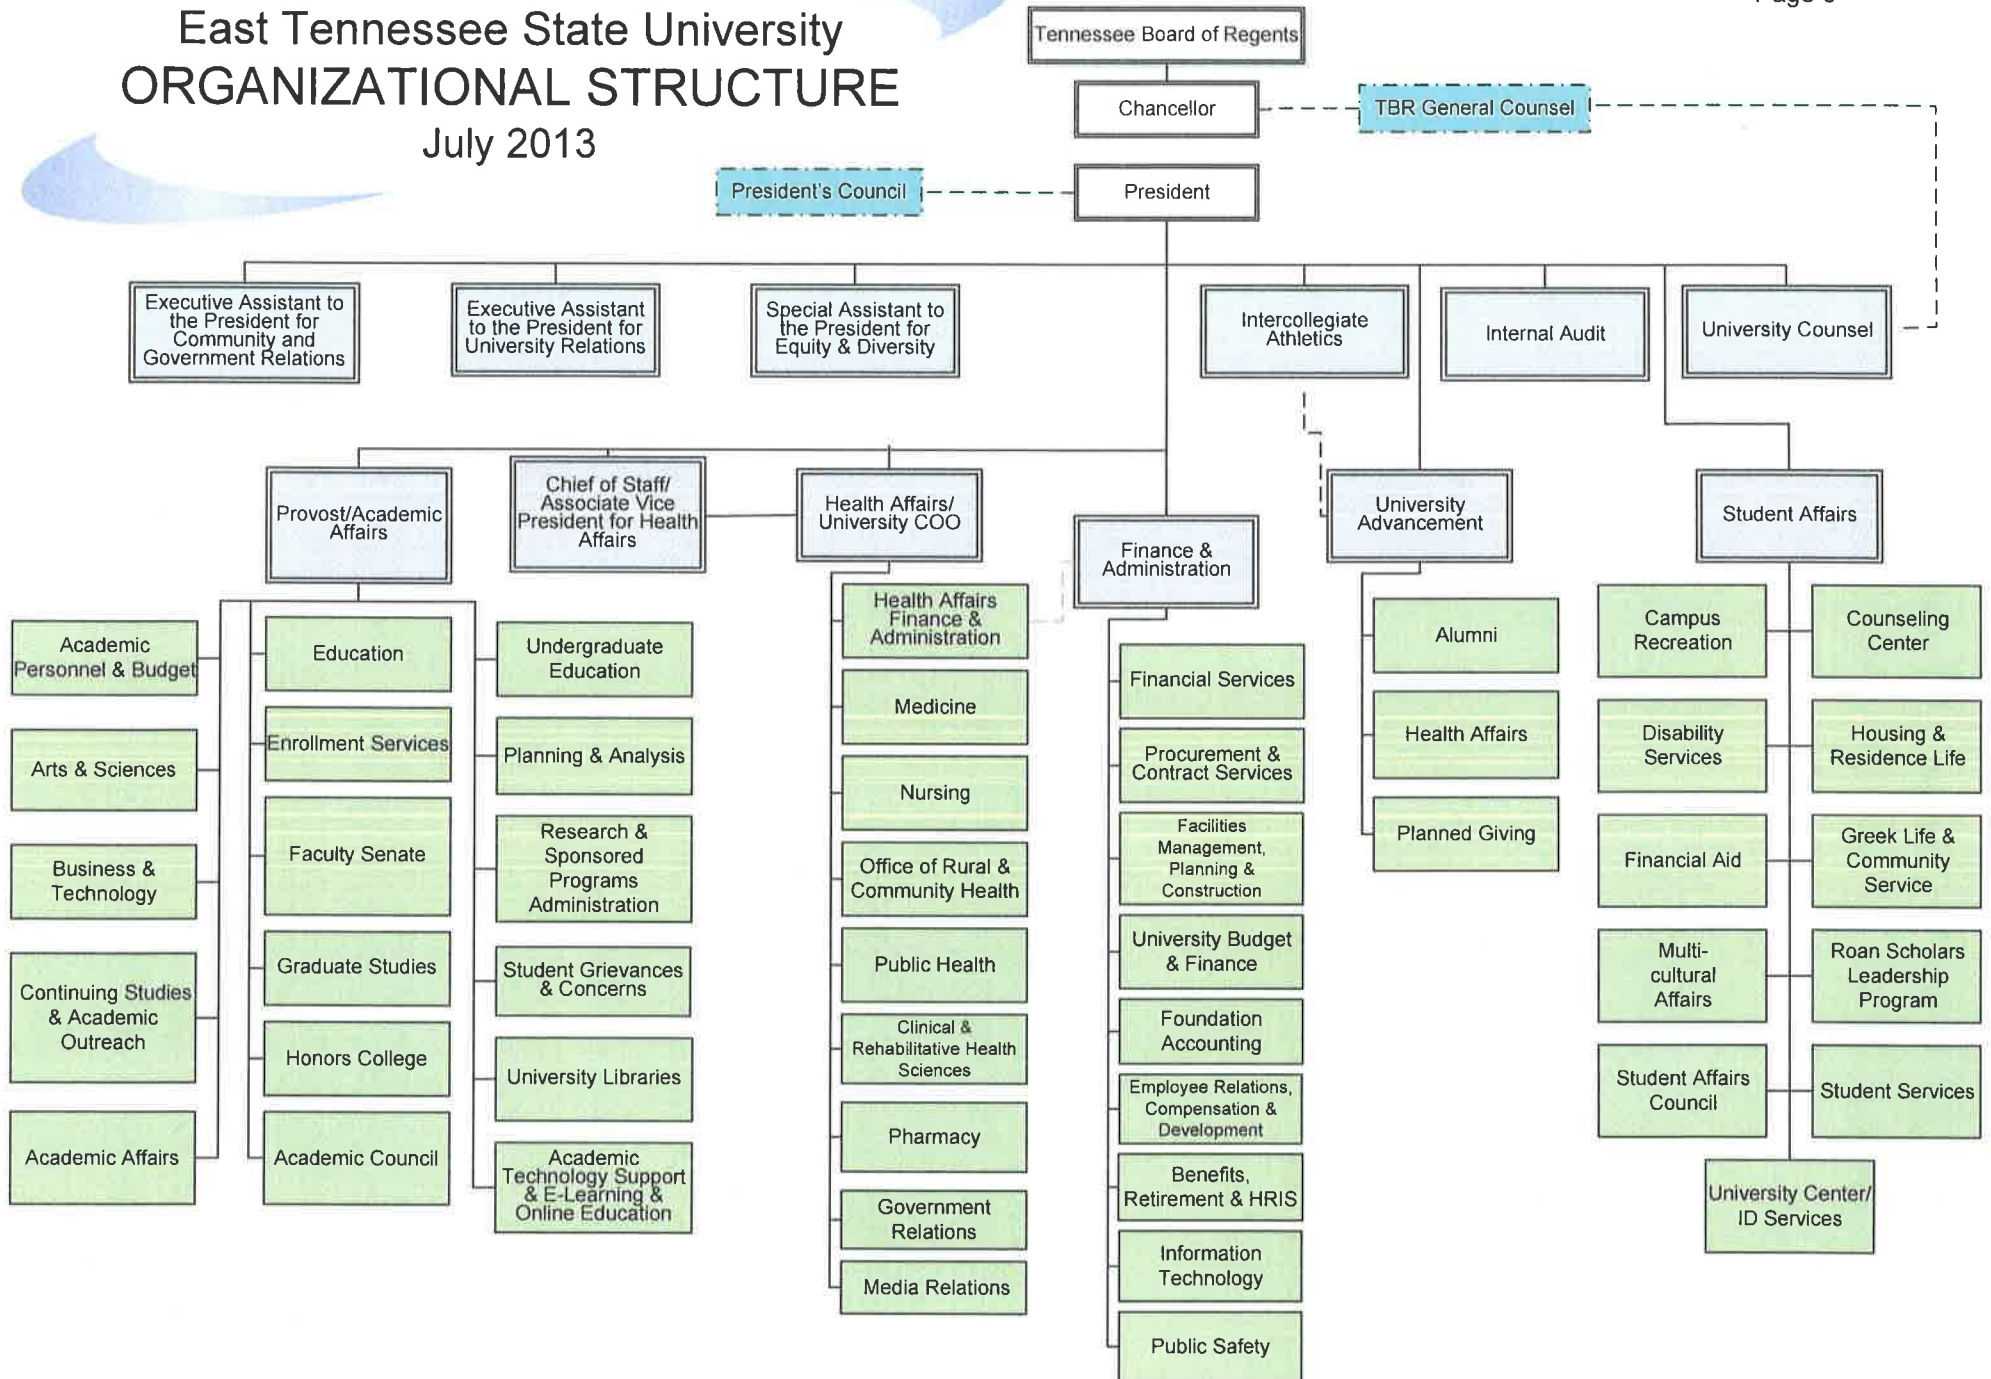 Page 6
East Tennessee State University
ORGANIZATIONAL STRUCTURE
July 2013
Tennessee Board of Regents
Chancellor
TBR General Counsel
President's Council
President
Executive Assistant to
the President for
Community and
Government Relations
Executive Assistant
to the President for
University Relations
Special Assistant to
the President for
Equity & Diversity
Intercollegiate
Athletics
Internal Audit
University Counsel
Provost/Academic
Affairs
Chief of Staff/
Associate Vice
President for Health
Affairs
Health Affairs/
University COO
Finance &
Administration
University
Advancement
Student Affairs
Academic
Personnel & Budget
Arts & Sciences
Business &
Technology
Continuing Studies
& Academic
Outreach
Academic Affairs
Education
Enrollment Services
Faculty Senate
Graduate Studies
Honors College
Academic Council
Undergraduate
Education
Planning & Analysis
Research &
Sponsored
Programs
Administration
Student Grievances
& Concerns
University Libraries
Academic
Technology Support
& E-Learning &
Online Education
Health Affairs
Finance &
Administration
Medicine
Nursing
Office of Rural &
Community Health
Public Health
Clinical &
Rehabilitative Health
Sciences
Pharmacy
Government
Relations
Media Relations
Financial Services
Procurement &
Contract Services
Facilities
Management,
Planning &
Construction
University Budget
& Finance
Foundation
Accounting
Employee Relations,
Compensation &
Development
Benefits,
Retirement & HRIS
Information
Technology
Public Safety
Alumni
Health Affairs
Planned Giving
Campus
Recreation
Counseling
Center
Disability
Services
Housing &
Residence Life
Financial Aid
Greek Life &
Community
Service
Multi-
cultural
Affairs
Roan Scholars
Leadership
Program
Student Affairs
Council
Student Services
University Center/
ID Services